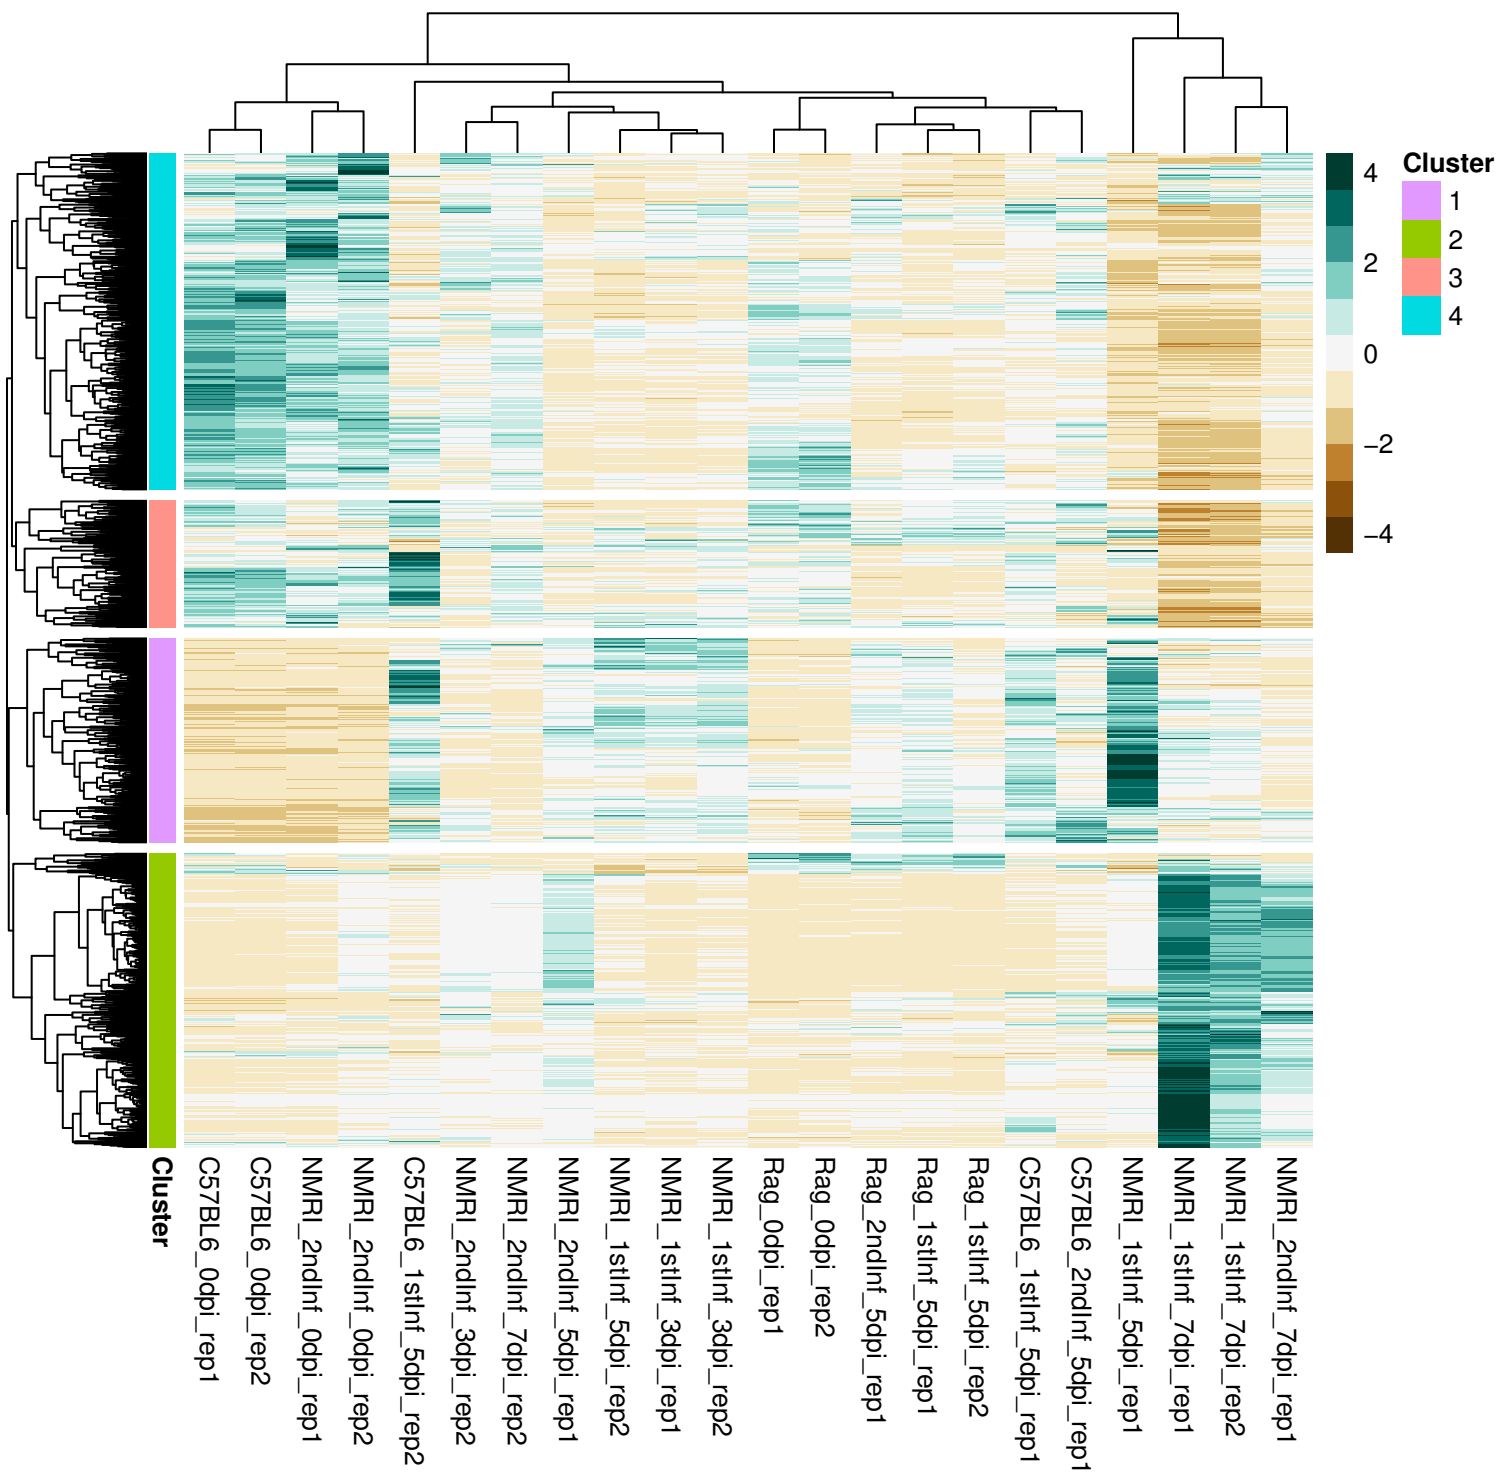 4
2
0
−2
−4
Cluster
1
2
3
4
Cluster
C57BL6_0dpi_rep1
C57BL6_0dpi_rep2
NMRI_2ndInf_0dpi_rep1
NMRI_2ndInf_0dpi_rep2
C57BL6_1stInf_5dpi_rep2
NMRI_2ndInf_3dpi_rep2
NMRI_2ndInf_7dpi_rep2
NMRI_2ndInf_5dpi_rep1
NMRI_1stInf_5dpi_rep2
NMRI_1stInf_3dpi_rep1
NMRI_1stInf_3dpi_rep2
Rag_0dpi_rep1
Rag_0dpi_rep2
Rag_2ndInf_5dpi_rep1
Rag_1stInf_5dpi_rep1
Rag_1stInf_5dpi_rep2
C57BL6_1stInf_5dpi_rep1
C57BL6_2ndInf_5dpi_rep1
NMRI_1stInf_5dpi_rep1
NMRI_1stInf_7dpi_rep1
NMRI_1stInf_7dpi_rep2
NMRI_2ndInf_7dpi_rep1